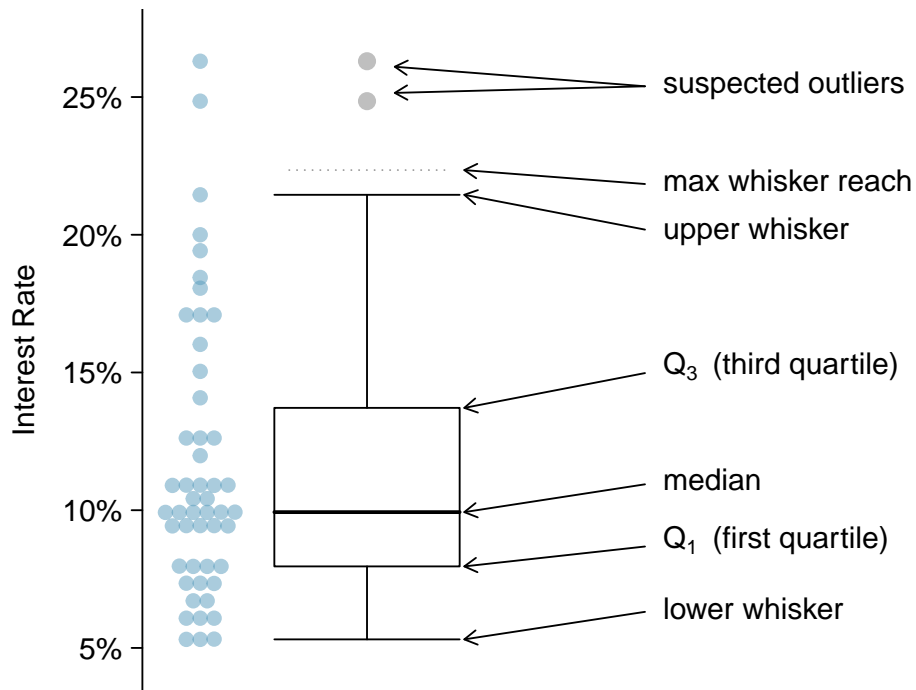 Interest Rate
25%
20%
15%
10%
5%
suspected outliers
max whisker reach
upper whisker
Q₃ (third quartile)
median
Q₁ (first quartile)
lower whisker